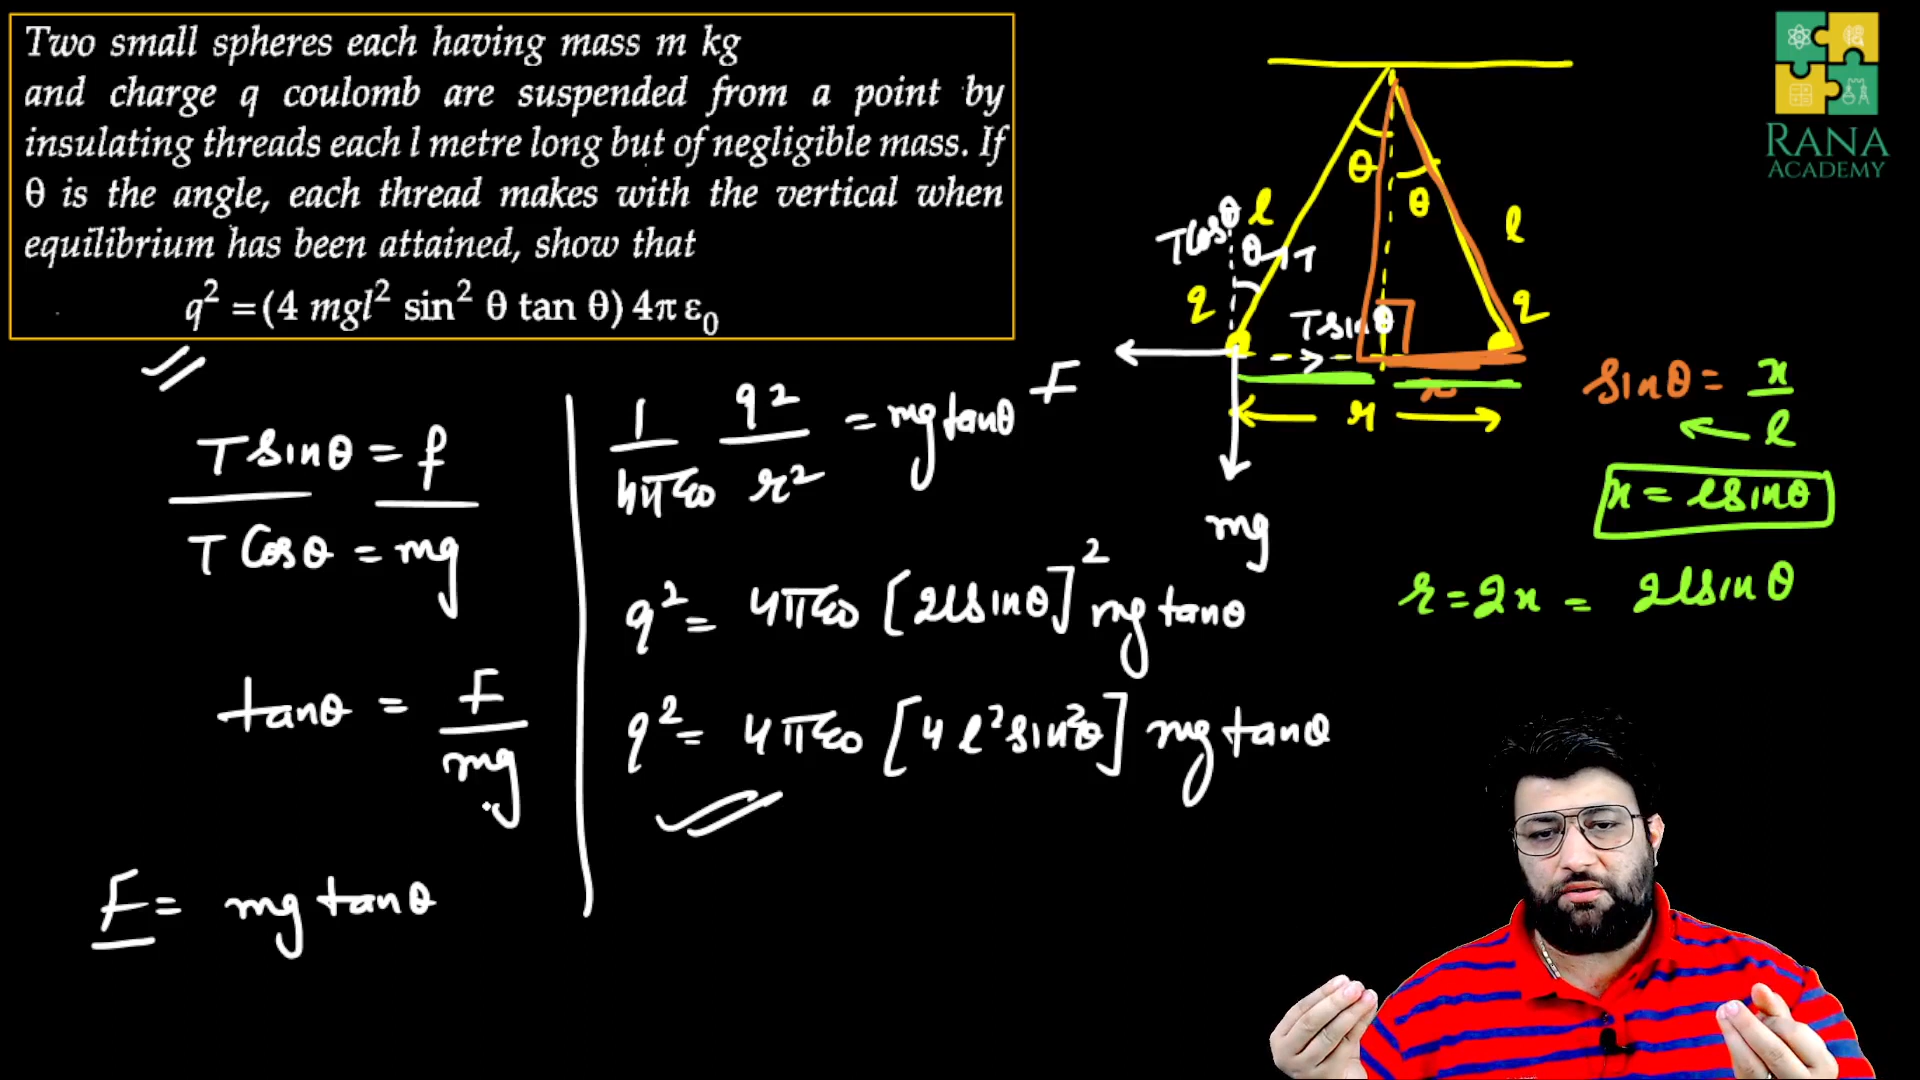 Two small spheres each having mass m kg
and charge q coulomb are suspended from a point by
insulating threads each l metre long but of negligible mass. If
θ is the angle, each thread makes with the vertical when
equilibrium has been attained, show that
q² = (4 mgl² sin² θ tan θ) 4π ε₀
RANA
ACADEMY
θ
θ
l
l
T cosθ
θ
T
q
q
T sinθ
F
x
r
mg
sinθ = x/l
x = l sinθ
r = 2x = 2l sinθ
T sinθ = f
T Cosθ = mg
tanθ = F/mg
F = mg tanθ
1/4πε₀ q²/r² = mg tanθ
q² = 4πε₀ [2l sinθ]² mg tanθ
q² = 4πε₀ [4 l² sin²θ] mg tanθ